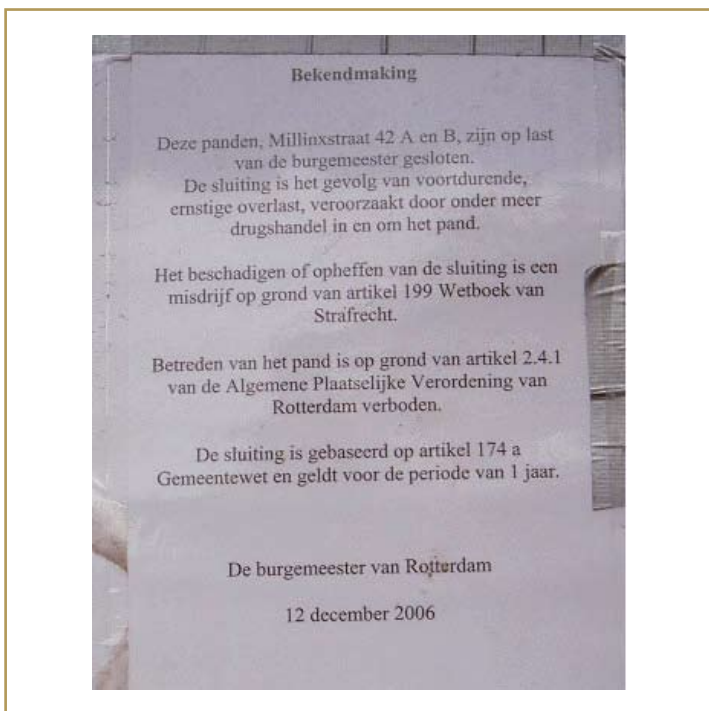 Bekendmaking
Deze panden, Millinxstraat 42 A en B, zijn op last
van de burgemeester gesloten.
De sluiting is het gevolg van voortdurende,
ernstige overlast, veroorzaakt door onder meer
drugshandel in en om het pand.
Het beschadigen of opheffen van de sluiting is een
misdrijf op grond van artikel 199 Wetboek van
Strafrecht.
Betreden van het pand is op grond van artikel 2.4.1
van de Algemene Plaatselijke Verordening van
Rotterdam verboden.
De sluiting is gebaseerd op artikel 174 a
Gemeentewet en geldt voor de periode van 1 jaar.
De burgemeester van Rotterdam
12 december 2006